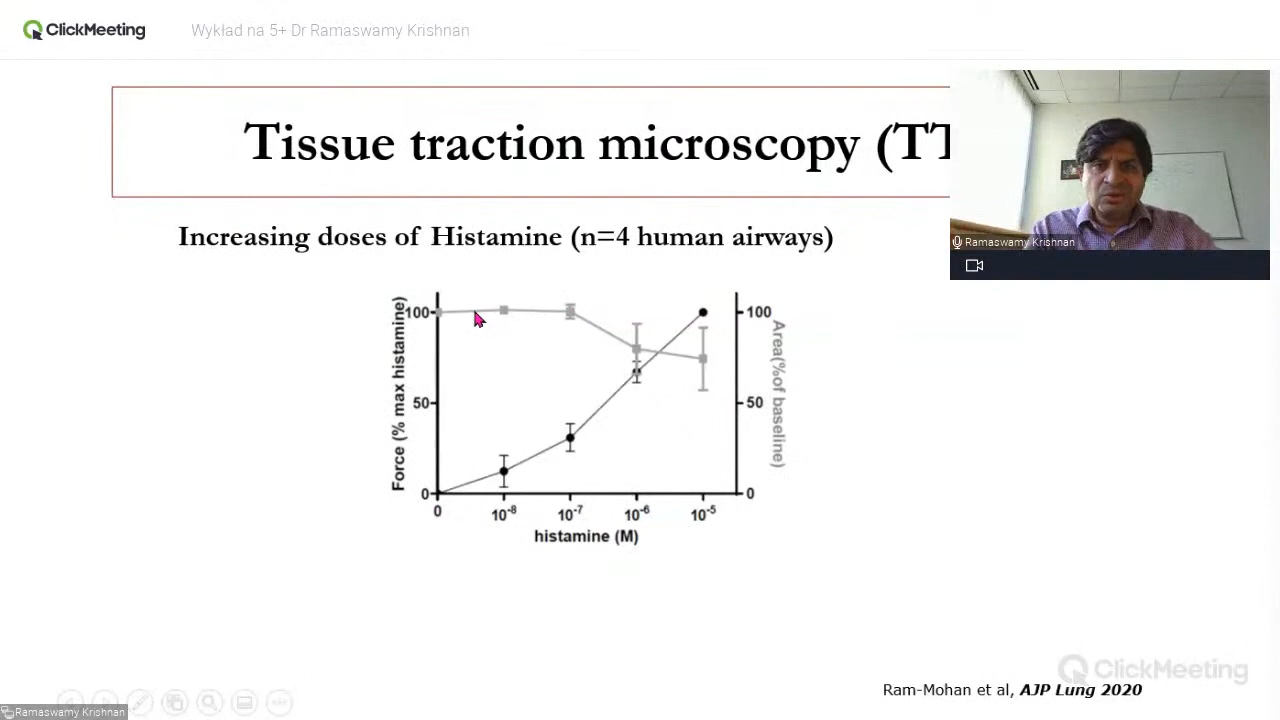 ClickMeeting
Wykład na 5+ Dr Ramaswamy Krishnan
Tissue traction microscopy (TT
Ramaswamy Krishnan
Increasing doses of Histamine (n=4 human airways)
Force (% max histamine)
100
50
0
100
50
0
Area(%of baseline)
0
10-8
10-7
10-6
10-5
histamine (M)
ClickMeeting
Ram-Mohan et al, AJP Lung 2020
Ramaswamy Krishnan